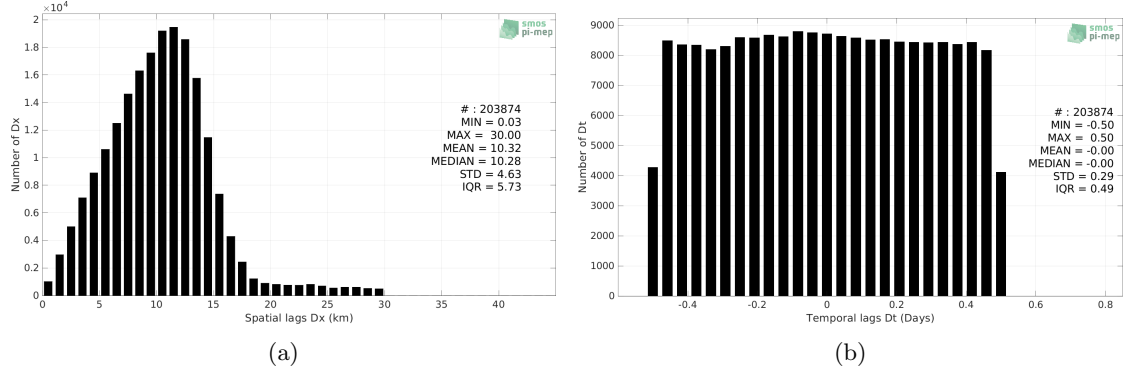 ×10⁴
2
1.8
1.6
1.4
1.2
1
0.8
0.6
0.4
0.2
0
Number of Dx
smos
pi-mep
# : 203874
MIN = 0.03
MAX = 30.00
MEAN = 10.32
MEDIAN = 10.28
STD = 4.63
IQR = 5.73
0 5 10 15 20 25 30 35 40
Spatial lags Dx (km)
(a)
9000
8000
7000
6000
5000
4000
3000
2000
1000
0
Number of Dt
smos
pi-mep
# : 203874
MIN = -0.50
MAX = 0.50
MEAN = -0.00
MEDIAN = -0.00
STD = 0.29
IQR = 0.49
-0.4 -0.2 0 0.2 0.4 0.6 0.8
Temporal lags Dt (Days)
(b)